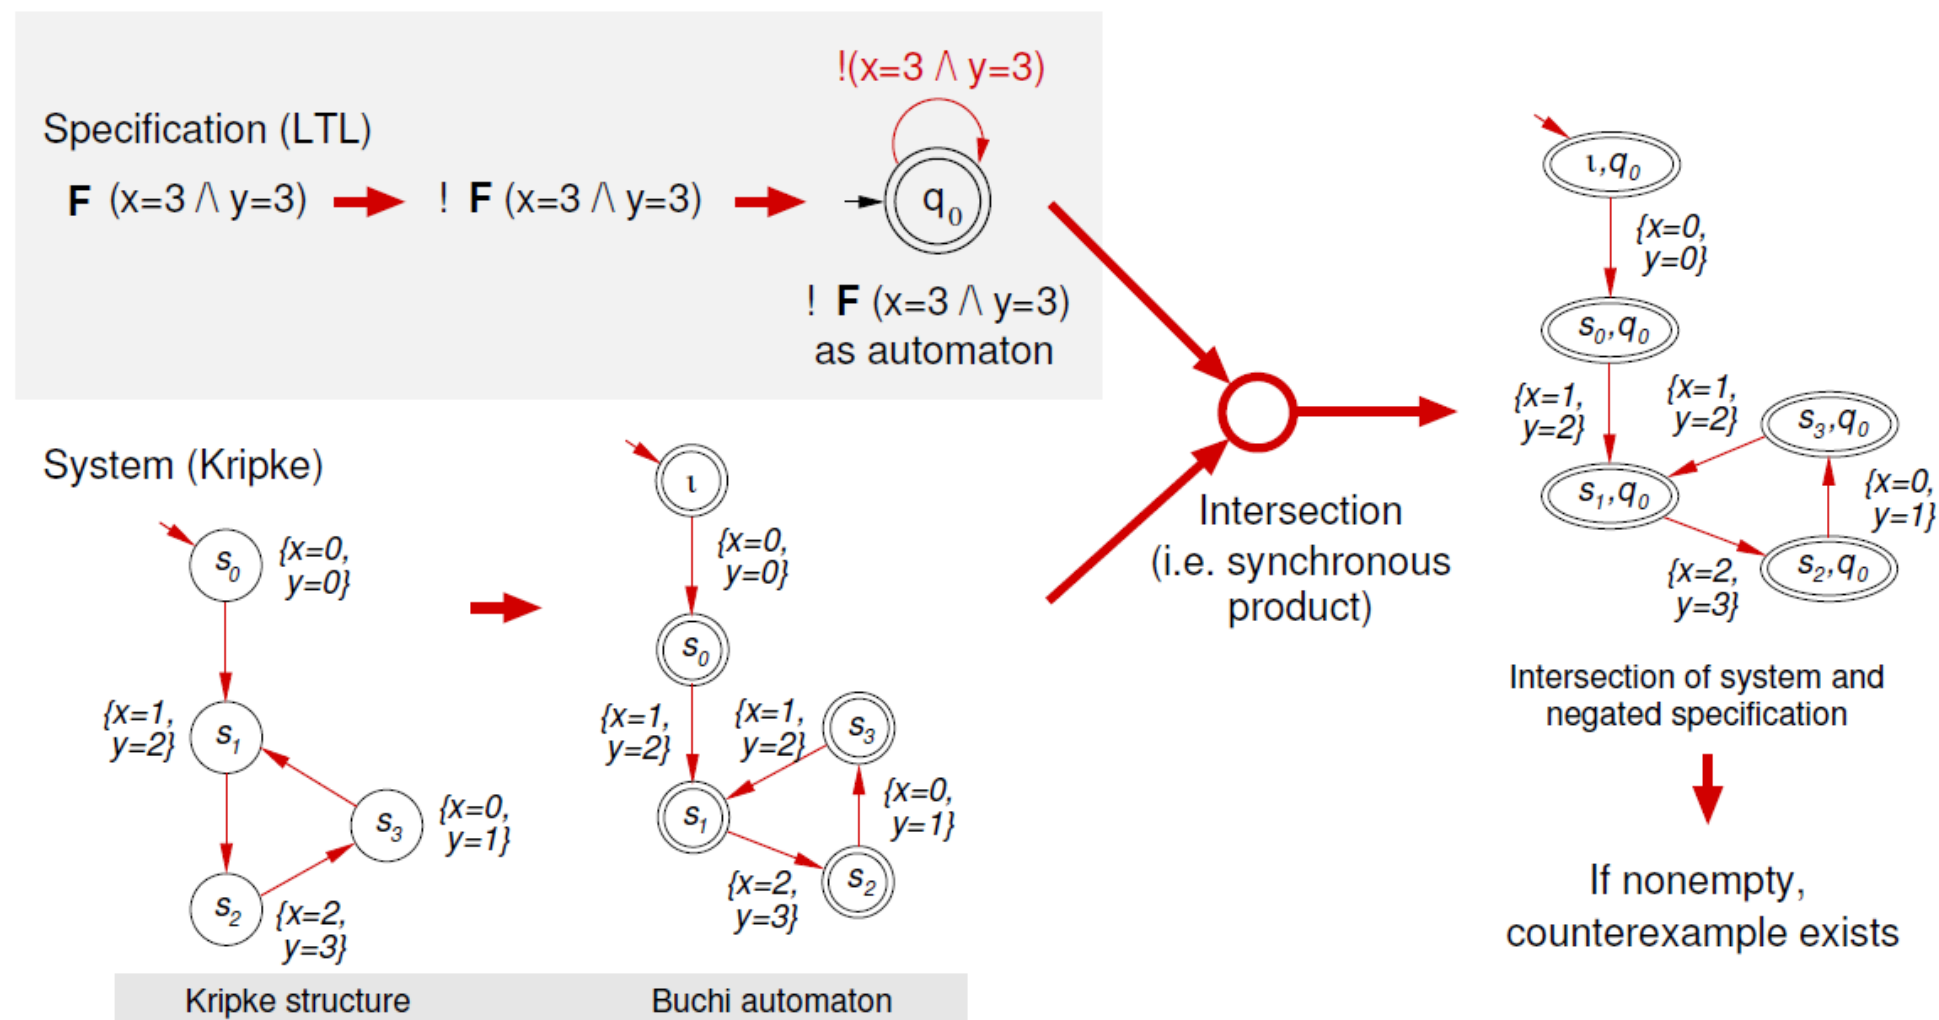 Specification (LTL)
F (x=3 /\ y=3)
! F (x=3 /\ y=3)
!(x=3 /\ y=3)
q0
! F (x=3 /\ y=3)
as automaton
System (Kripke)
s0
{x=0,
y=0}
{x=1,
y=2}
s1
s3
{x=0,
y=1}
s2
{x=2,
y=3}
Kripke structure
ι
{x=0,
y=0}
s0
{x=1,
y=2}
{x=1,
y=2}
s3
s1
{x=0,
y=1}
{x=2,
y=3}
s2
Buchi automaton
Intersection
(i.e. synchronous
product)
ι,q0
{x=0,
y=0}
s0,q0
{x=1,
y=2}
{x=1,
y=2}
s3,q0
s1,q0
{x=0,
y=1}
{x=2,
y=3}
s2,q0
Intersection of system and
negated specification
If nonempty,
counterexample exists